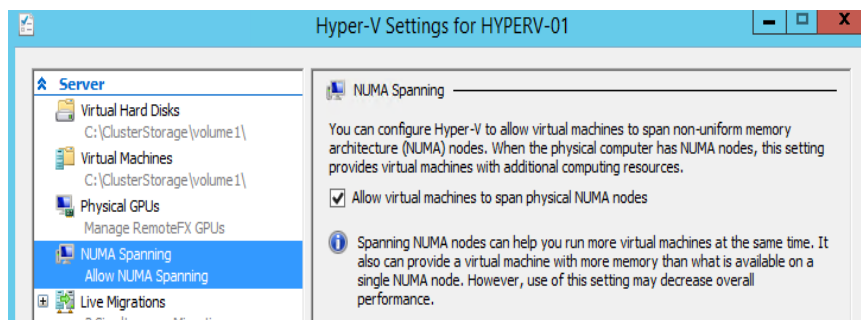 Hyper-V Settings for HYPERV-01
Server
Virtual Hard Disks
C:\ClusterStorage\volume1\
Virtual Machines
C:\ClusterStorage\volume1\
Physical GPUs
Manage RemoteFX GPUs
NUMA Spanning
Allow NUMA Spanning
Live Migrations
NUMA Spanning
You can configure Hyper-V to allow virtual machines to span non-uniform memory
architecture (NUMA) nodes. When the physical computer has NUMA nodes, this setting
provides virtual machines with additional computing resources.
Allow virtual machines to span physical NUMA nodes
Spanning NUMA nodes can help you run more virtual machines at the same time. It
also can provide a virtual machine with more memory than what is available on a
single NUMA node. However, use of this setting may decrease overall
performance.